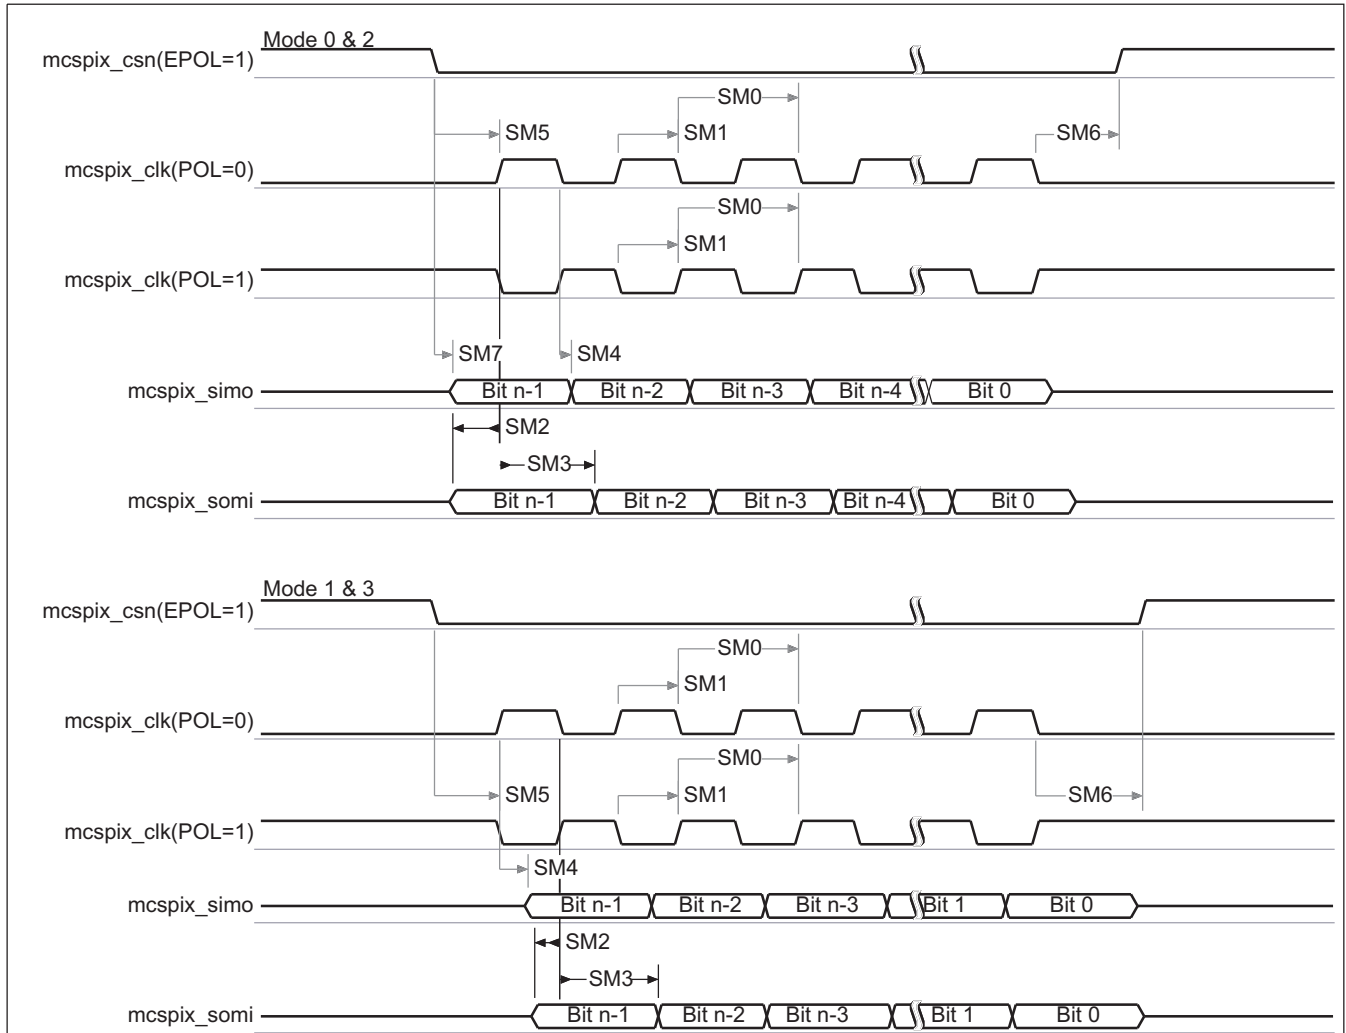 Mode 0 & 2
mcspix_csn(EPOL=1)
SM0
SM5
SM1
SM6
mcspix_clk(POL=0)
SM0
SM1
mcspix_clk(POL=1)
SM7
SM4
mcspix_simo
Bit n-1 Bit n-2 Bit n-3 Bit n-4 Bit 0
SM2
SM3
mcspix_somi
Bit n-1 Bit n-2 Bit n-3 Bit n-4 Bit 0
Mode 1 & 3
mcspix_csn(EPOL=1)
SM0
SM1
mcspix_clk(POL=0)
SM0
SM5
SM1
SM6
mcspix_clk(POL=1)
SM4
mcspix_simo
Bit n-1 Bit n-2 Bit n-3 Bit 1 Bit 0
SM2
SM3
mcspix_somi
Bit n-1 Bit n-2 Bit n-3 Bit 1 Bit 0